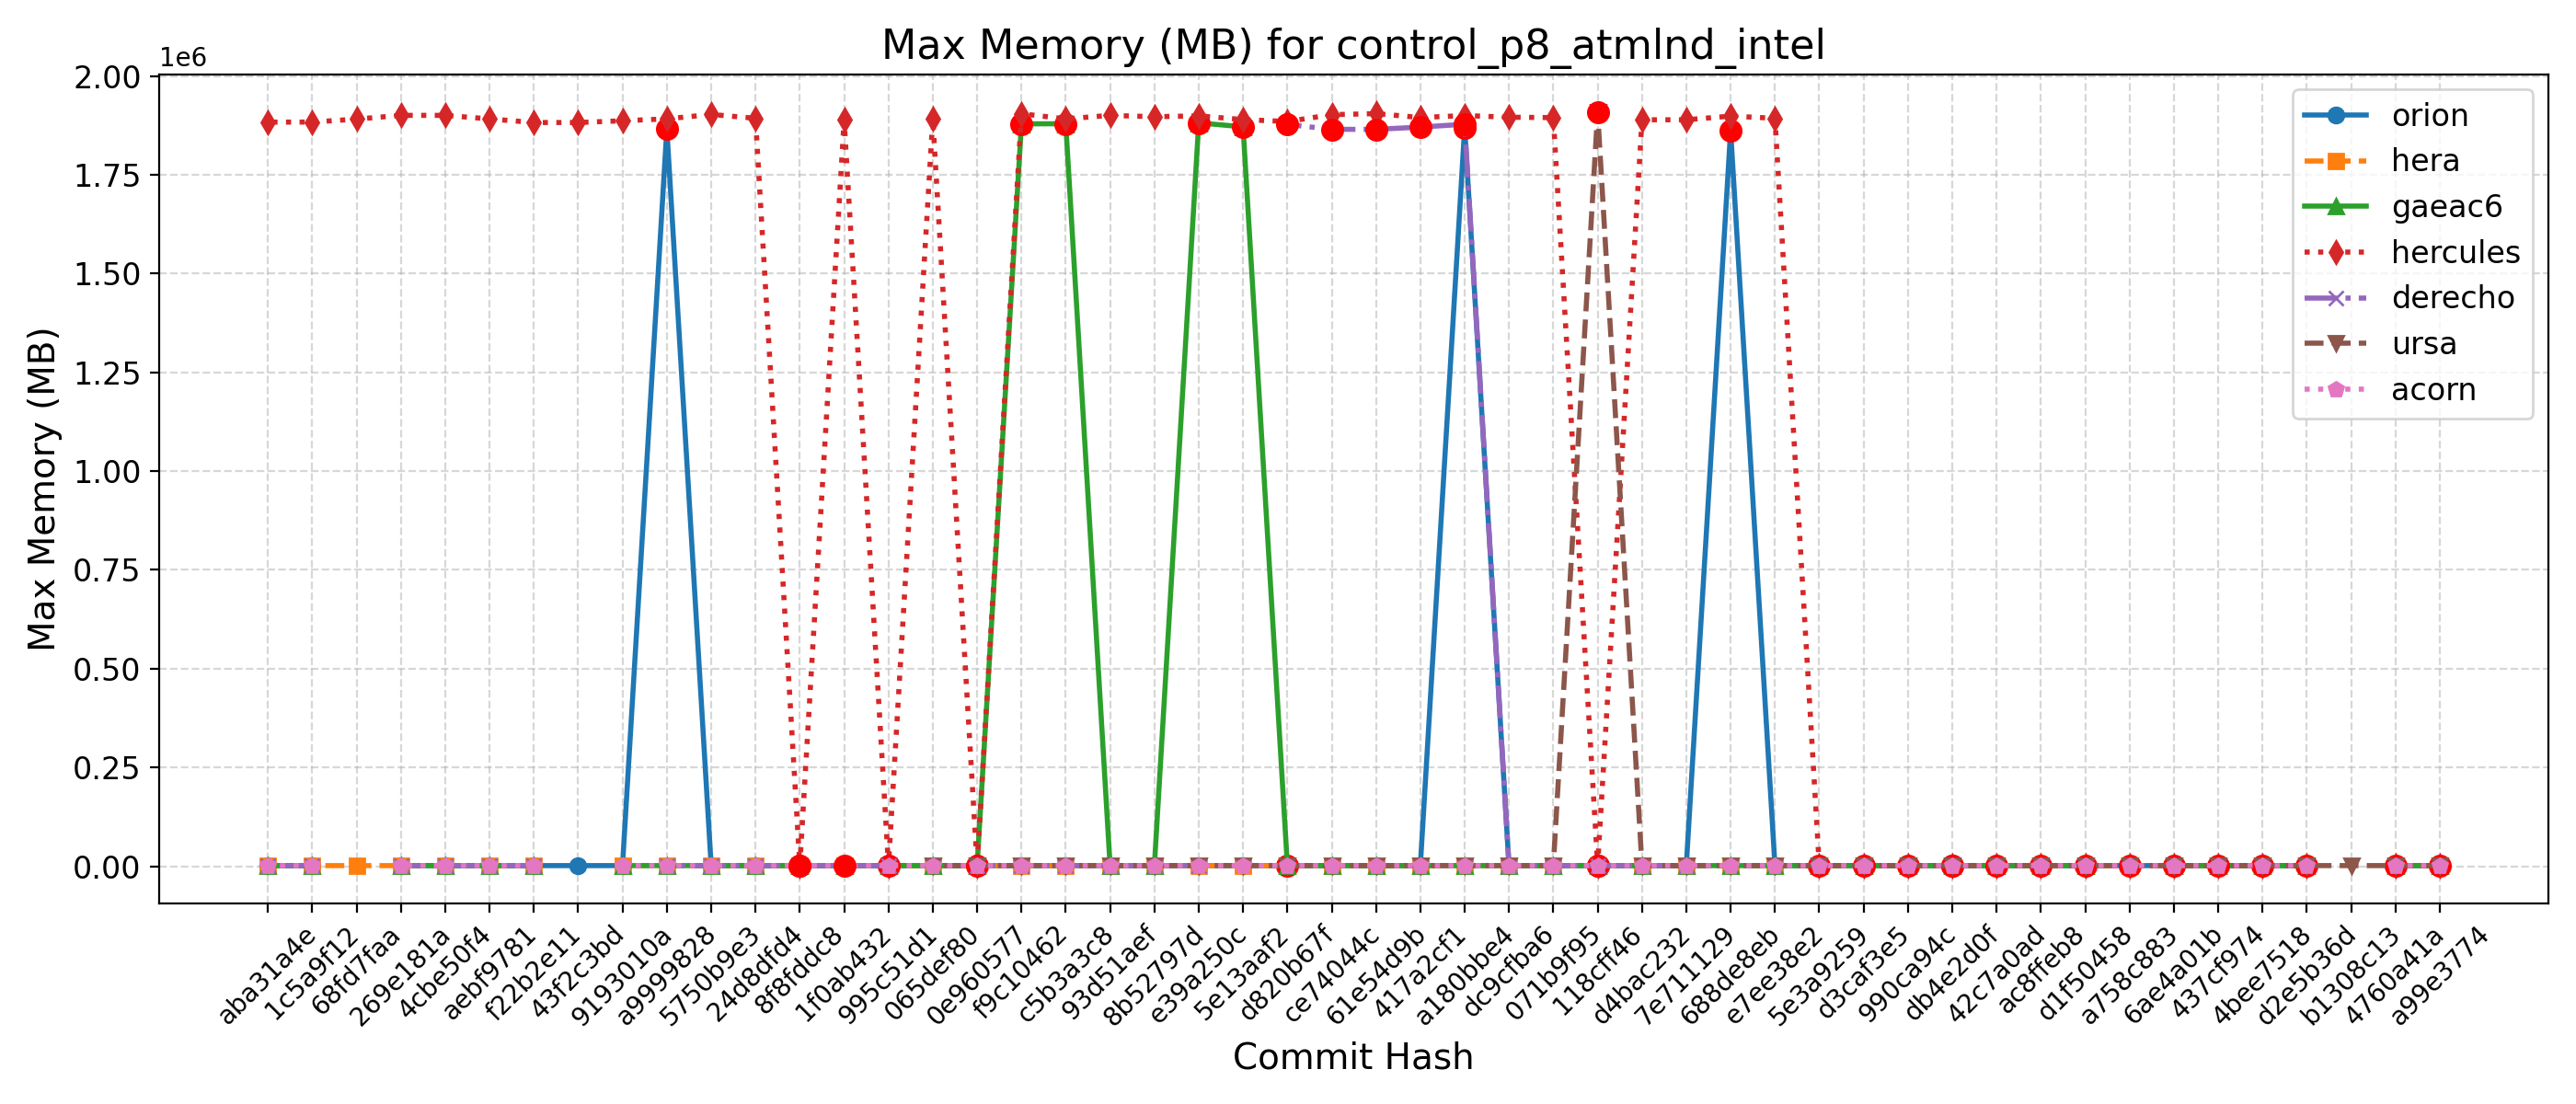 Max Memory (MB) for control_p8_atmlnd_intel
1e6
2.00
1.75
1.50
1.25
1.00
0.75
0.50
0.25
0.00
Max Memory (MB)
orion
hera
gaeac6
hercules
derecho
ursa
acorn
aba31a4e
1c5a9f12
68fd7faa
269e181a
4cbe50f4
aebf9781
f22b2e11
43f2c3bd
9193010a
a9999828
5750b9e3
24d8dfd4
8f8fddc8
1f0ab432
995c51d1
065def80
0e960577
f9c10462
c5b3a3c8
93d51aef
8b52797d
e39a250c
5e13aaf2
d820b67f
ce74044c
61e54d9b
417a2cf1
a180bbe4
dc9cfba6
071b9f95
118cff46
d4bac232
7e711129
688de8eb
e7ee38e2
5e3a9259
d3caf3e5
990ca94c
db4e2d0f
42c7a0ad
ac8ffeb8
d1f50458
a758c883
6ae4a01b
437cf974
4bee7518
d2e5b36d
b1308c13
4760a41a
a99e3774
Commit Hash